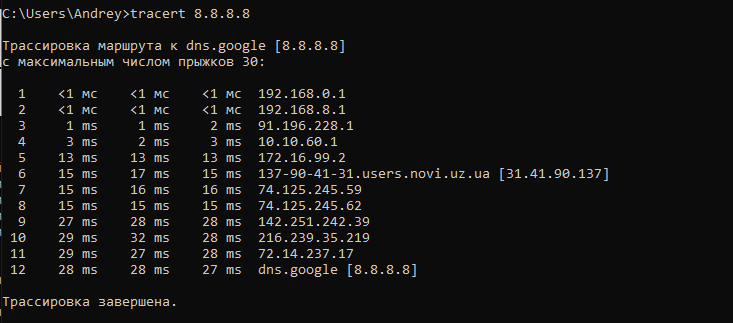 C:\Users\Andrey>tracert 8.8.8.8
Трассировка маршрута к dns.google [8.8.8.8]
с максимальным числом прыжков 30:
1 <1 мс <1 мс <1 мс 192.168.0.1
2 <1 мс <1 мс <1 мс 192.168.8.1
3 1 ms 1 ms 2 ms 91.196.228.1
4 3 ms 2 ms 3 ms 10.10.60.1
5 13 ms 13 ms 13 ms 172.16.99.2
6 15 ms 17 ms 15 ms 137-90-41-31.users.novi.uz.ua [31.41.90.137]
7 15 ms 16 ms 16 ms 74.125.245.59
8 15 ms 15 ms 15 ms 74.125.245.62
9 27 ms 28 ms 28 ms 142.251.242.39
10 29 ms 32 ms 28 ms 216.239.35.219
11 29 ms 27 ms 28 ms 72.14.237.17
12 28 ms 28 ms 27 ms dns.google [8.8.8.8]
Трассировка завершена.